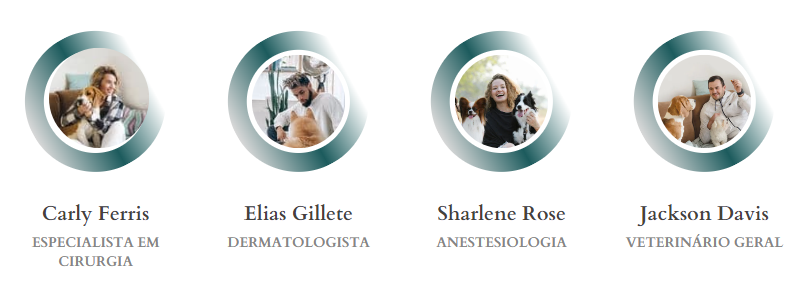 Carly Ferris
ESPECIALISTA EM
CIRURGIA
Elias Gillete
DERMATOLOGISTA
Sharlene Rose
ANESTESIOLOGIA
Jackson Davis
VETERINÁRIO GERAL